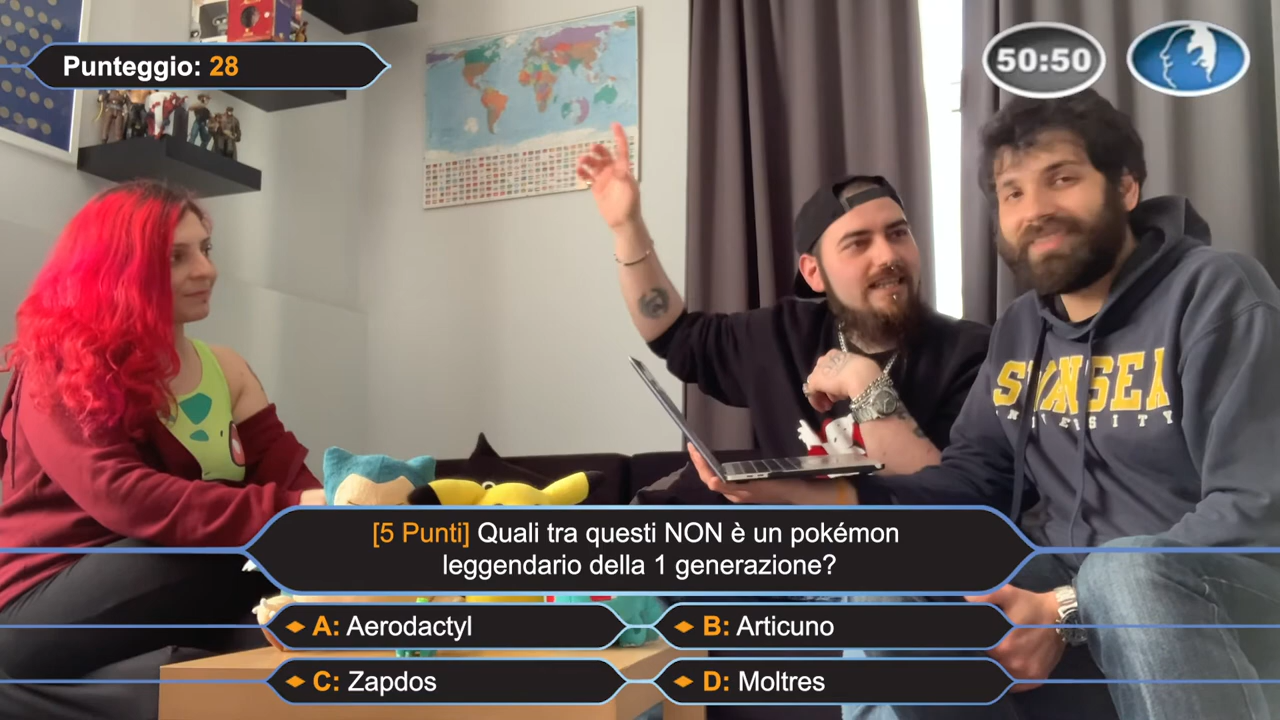 Punteggio: 28
50:50
SWANSEA
UNIVERSITY
[5 Punti] Quali tra questi NON è un pokémon
leggendario della 1 generazione?
A: Aerodactyl
B: Articuno
C: Zapdos
D: Moltres